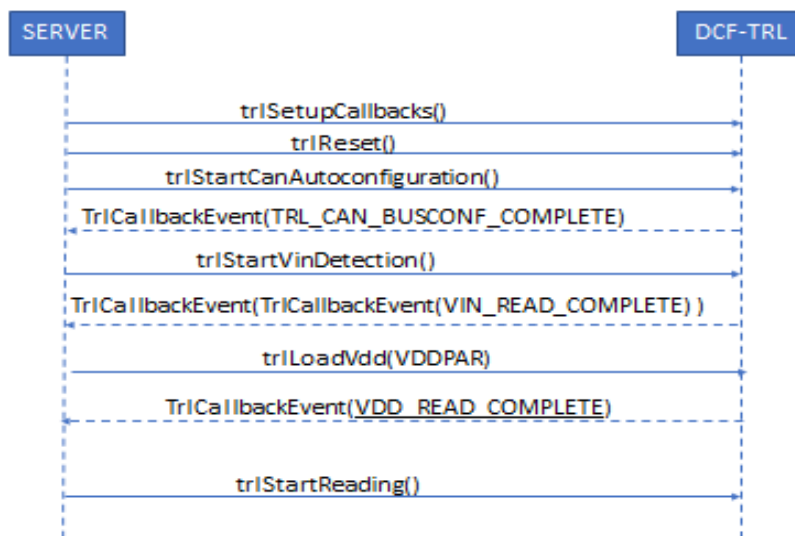 SERVER DCF-TRL
trlSetupCallbacks()
trlReset()
trlStartCanAutoconfiguration()
TrlCallbackEvent(TRL_CAN_BUSCONF_COMPLETE)
trlStartVinDetection()
TrlCallbackEvent(TrlCallbackEvent(VIN_READ_COMPLETE) )
trlLoadVdd(VDDPAR)
TrlCallbackEvent(VDD_READ_COMPLETE)
trlStartReading()